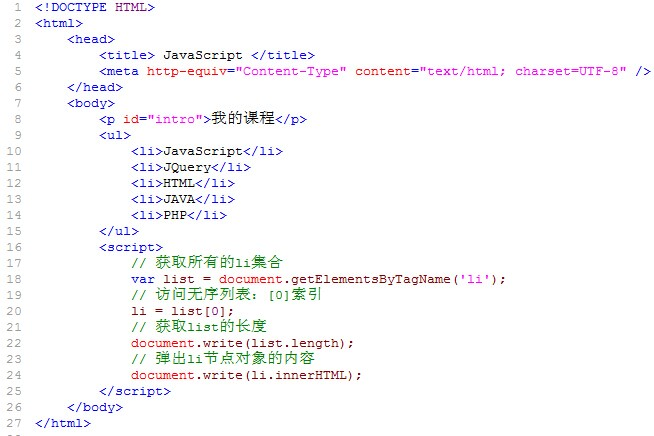 1 <!DOCTYPE HTML>
2 <html>
3     <head>
4         <title> JavaScript </title>
5         <meta http-equiv="Content-Type" content="text/html; charset=UTF-8" />
6     </head>
7     <body>
8         <p id="intro">我的课程</p>
9         <ul>
10             <li>JavaScript</li>
11             <li>JQuery</li>
12             <li>HTML</li>
13             <li>JAVA</li>
14             <li>PHP</li>
15         </ul>
16         <script>
17             // 获取所有的li集合
18             var list = document.getElementsByTagName('li');
19             // 访问无序列表: [0]索引
20             li = list[0];
21             // 获取list的长度
22             document.write(list.length);
23             // 弹出li节点对象的内容
24             document.write(li.innerHTML);
25         </script>
26     </body>
27 </html>